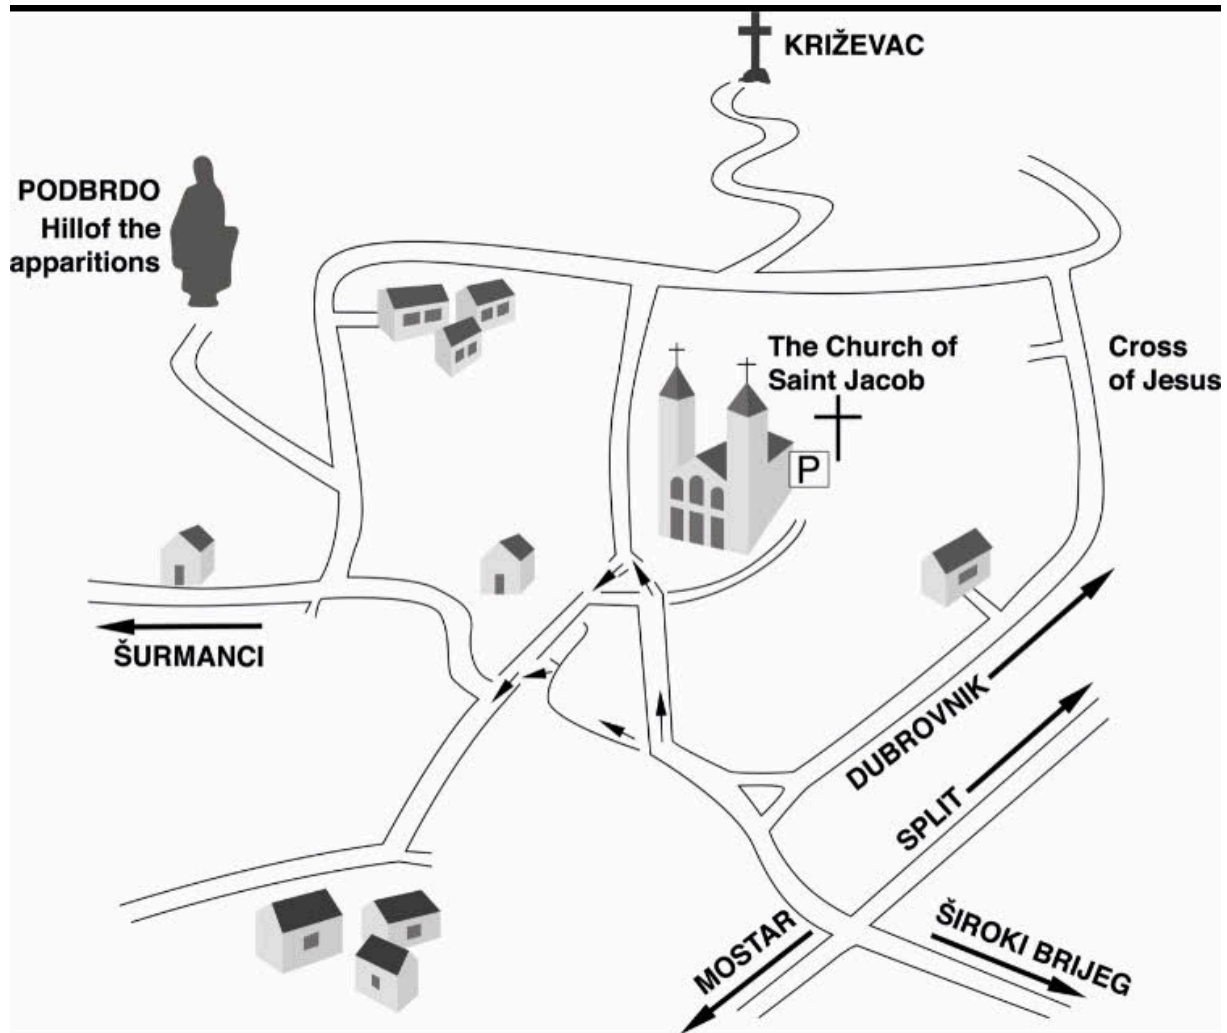 KRIŽEVAC
PODBRDO
Hillof the
apparitions
The Church of
Saint Jacob
Cross
of Jesus
P
ŠURMANCI
DUBROVNIK
SPLIT
MOSTAR
ŠIROKI BRIJEG